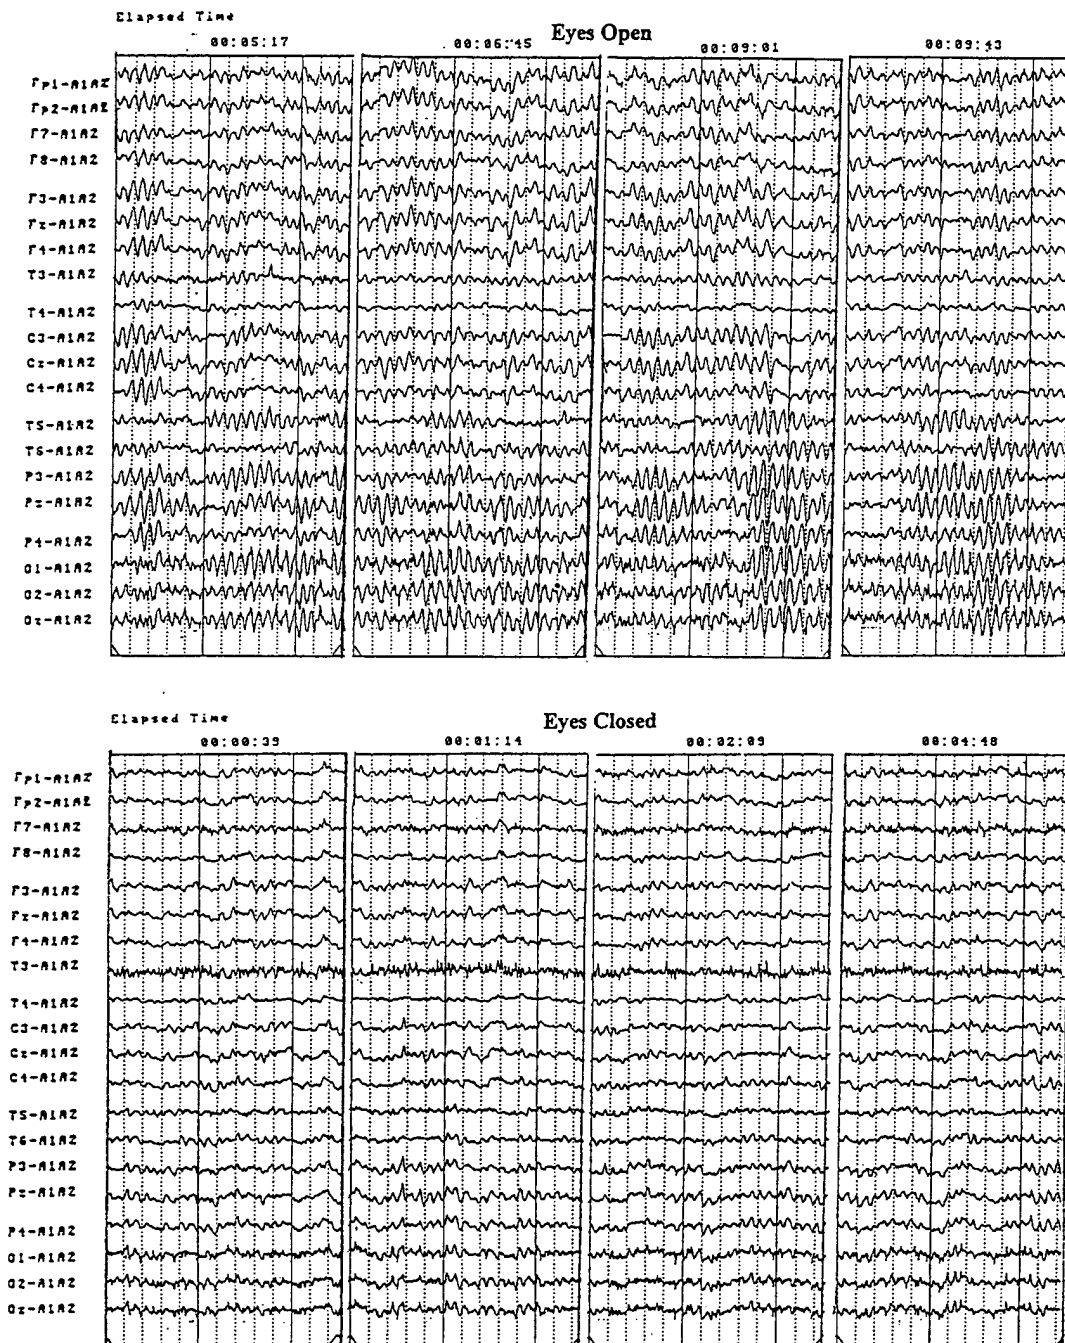 Elapsed Time
Eyes Open
00:05:17 00:06:45 00:09:01 00:09:43
Fp1-A1A2
Fp2-A1A2
F7-A1A2
F8-A1A2
F3-A1A2
Fz-A1A2
F4-A1A2
T3-A1A2
T4-A1A2
C3-A1A2
Cz-A1A2
C4-A1A2
T5-A1A2
T6-A1A2
P3-A1A2
Pz-A1A2
P4-A1A2
O1-A1A2
O2-A1A2
Oz-A1A2
Elapsed Time
Eyes Closed
00:00:39 00:01:14 00:02:09 00:04:48
Fp1-A1A2
Fp2-A1A2
F7-A1A2
F8-A1A2
F3-A1A2
Fz-A1A2
F4-A1A2
T3-A1A2
T4-A1A2
C3-A1A2
Cz-A1A2
C4-A1A2
T5-A1A2
T6-A1A2
P3-A1A2
Pz-A1A2
P4-A1A2
O1-A1A2
O2-A1A2
Oz-A1A2